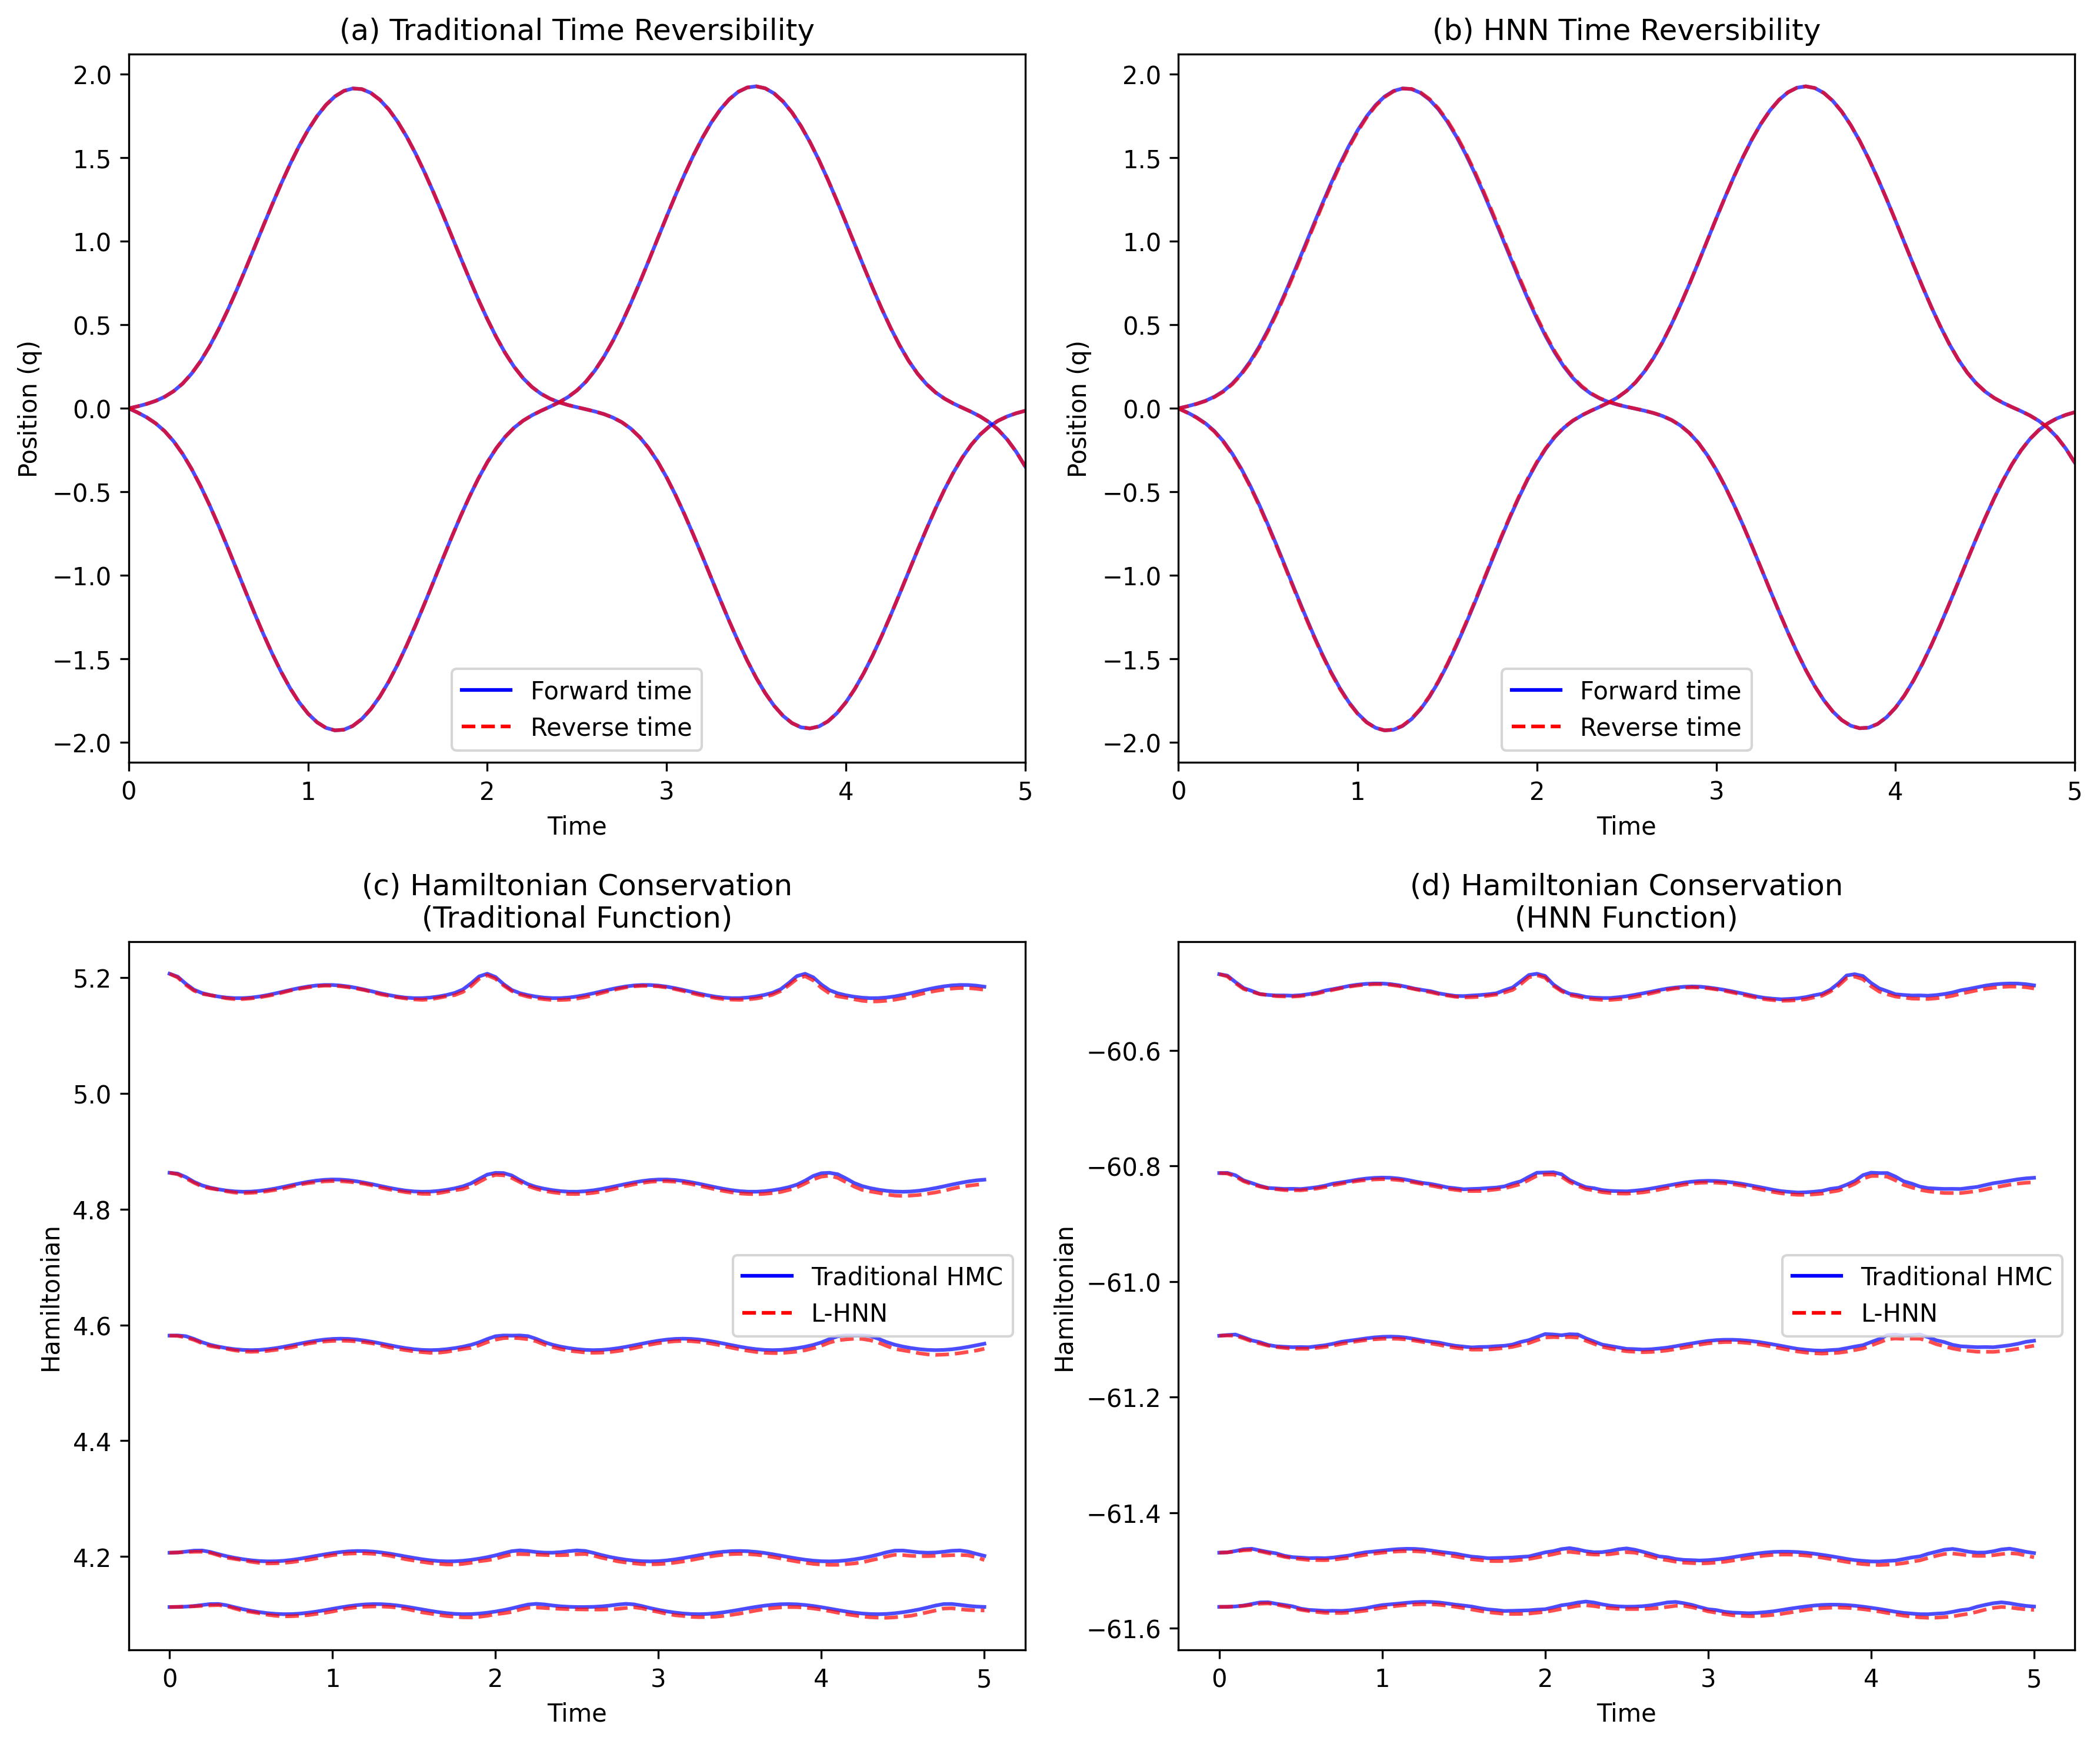 (a) Traditional Time Reversibility
2.0
1.5
1.0
0.5
0.0
−0.5
−1.0
−1.5
−2.0
Position (q)
Forward time
Reverse time
0 1 2 3 4 5
Time
(b) HNN Time Reversibility
2.0
1.5
1.0
0.5
0.0
−0.5
−1.0
−1.5
−2.0
Position (q)
Forward time
Reverse time
0 1 2 3 4 5
Time
(c) Hamiltonian Conservation
(Traditional Function)
5.2
5.0
4.8
4.6
4.4
4.2
Hamiltonian
Traditional HMC
L-HNN
0 1 2 3 4 5
Time
(d) Hamiltonian Conservation
(HNN Function)
−60.6
−60.8
−61.0
−61.2
−61.4
−61.6
Hamiltonian
Traditional HMC
L-HNN
0 1 2 3 4 5
Time